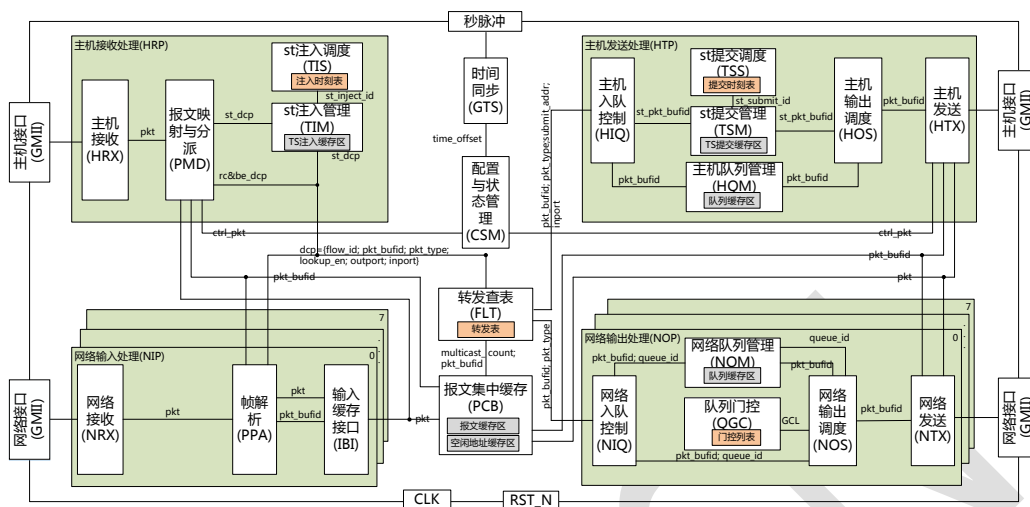 秒脉冲
主机接收处理(HRP)
st注入调度
(TIS)
注入时刻表
st_inject_id
st注入管理
(TIM)
TS注入缓存区
st_dcp
st_dcp
rc&be_dcp
主机
接收
(HRX)
pkt
报文映
射与分
派
(PMD)
主机接口
(GMII)
时间
同步
(GTS)
time_offset
配置
与状
态管
理
(CSM)
ctrl_pkt
ctrl_pkt
主机发送处理(HTP)
st提交调度
(TSS)
提交时刻表
st_submit_id
st提交管理
(TSM)
TS提交缓存区
主机
入队
控制
(HIQ)
st_pkt_bufid
st_pkt_bufid
主机队列管理
(HQM)
队列缓存区
pkt_bufid
pkt_bufid
主机
输出
调度
(HOS)
pkt_bufid
主机
发送
(HTX)
主机接口
(GMII)
pkt_bufid; pkt_type;submit_addr;
inport
dcp={flow_id; pkt_bufid; pkt_type;
lookup_en; outport; inport}
pkt_bufid
pkt_bufid
pkt
转发查表
(FLT)
转发表
multicast_count;
pkt_bufid
pkt_bufid; pkt_type
报文集中缓存
(PCB)
报文缓存区
空闲地址缓存区
pkt
7
0
网络输入处理(NIP)
网络
接收
(NRX)
pkt
帧解
析
(PPA)
pkt
pkt_bufid
输入
缓存
接口
(IBI)
网络接口
(GMII)
7
0
网络输出处理(NOP)
网络队列管理
(NQM)
队列缓存区
queue_id
pkt_bufid; queue_id
pkt_bufid
网络
入队
控制
(NIQ)
队列门控
(QGC)
门控列表
GCL
pkt_bufid; queue_id
网络
输出
调度
(NOS)
pkt_bufid
网络
发送
(NTX)
网络接口
(GMII)
CLK
RST_N